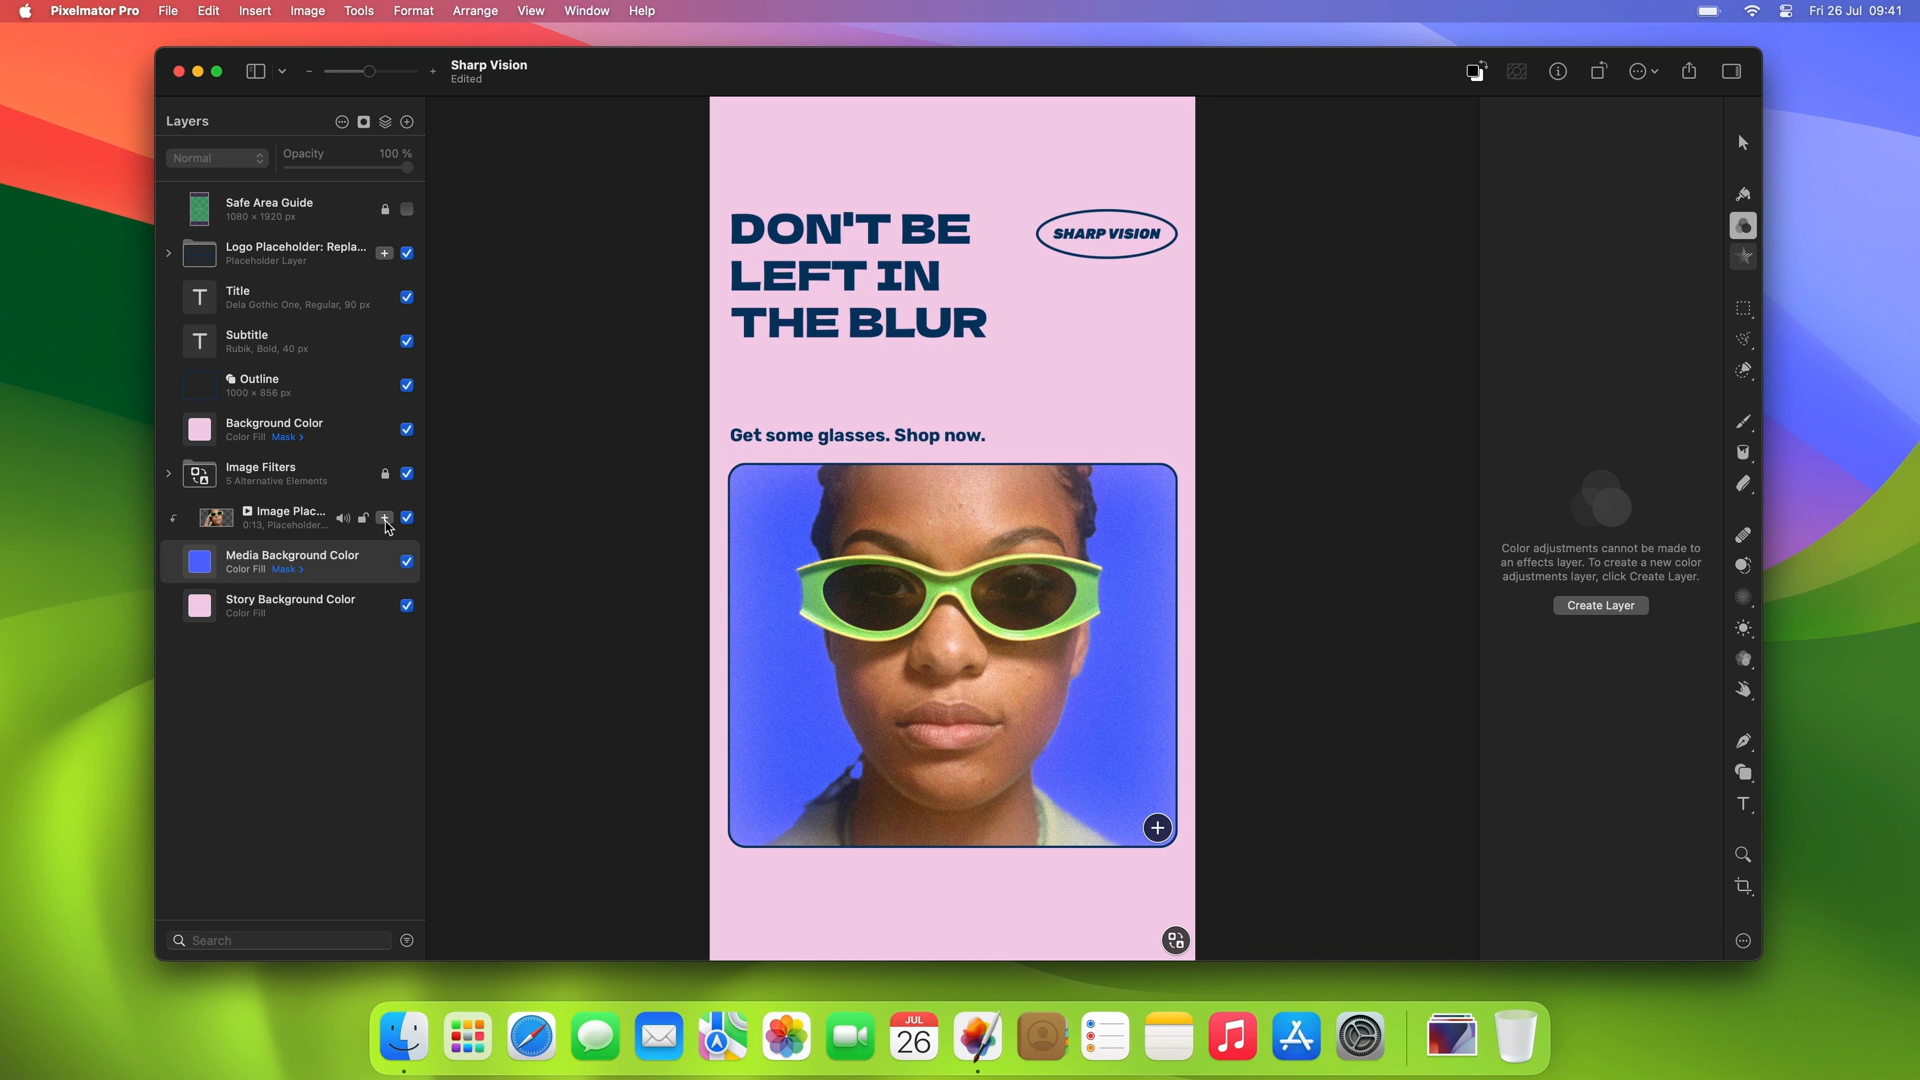 Pixelmator Pro File Edit Insert Image Tools Format Arrange View Window Help Fri 26 Jul 09:41
Sharp Vision
Edited
Layers
Normal Opacity 100 %
Safe Area Guide
1080 × 1920 px
Logo Placeholder: Repla...
Placeholder Layer
Title
Dela Gothic One, Regular, 90 px
Subtitle
Rubik, Bold, 40 px
Outline
1000 × 856 px
Background Color
Color Fill Mask >
Image Filters
5 Alternative Elements
Image Plac...
0:13, Placeholder...
Media Background Color
Color Fill Mask >
Story Background Color
Color Fill
Search
DON'T BE
LEFT IN
THE BLUR
SHARP VISION
Get some glasses. Shop now.
Color adjustments cannot be made to
an effects layer. To create a new color
adjustments layer, click Create Layer.
Create Layer
JUL
26